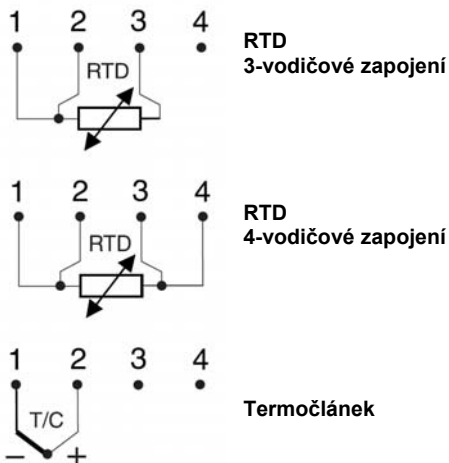 1 2 3 4
RTD
RTD
3-vodičové zapojení
1 2 3 4
RTD
RTD
4-vodičové zapojení
1 2 3 4
T/C
Termočlánek
− +